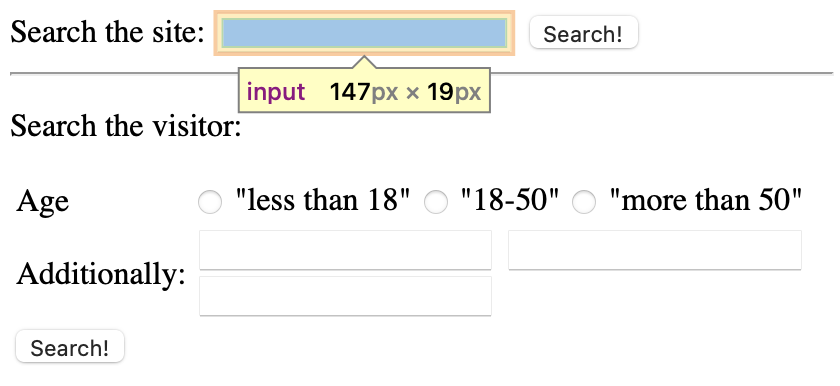 Search the site: Search!
input 147px × 19px
Search the visitor:
Age "less than 18" "18-50" "more than 50"
Additionally:
Search!